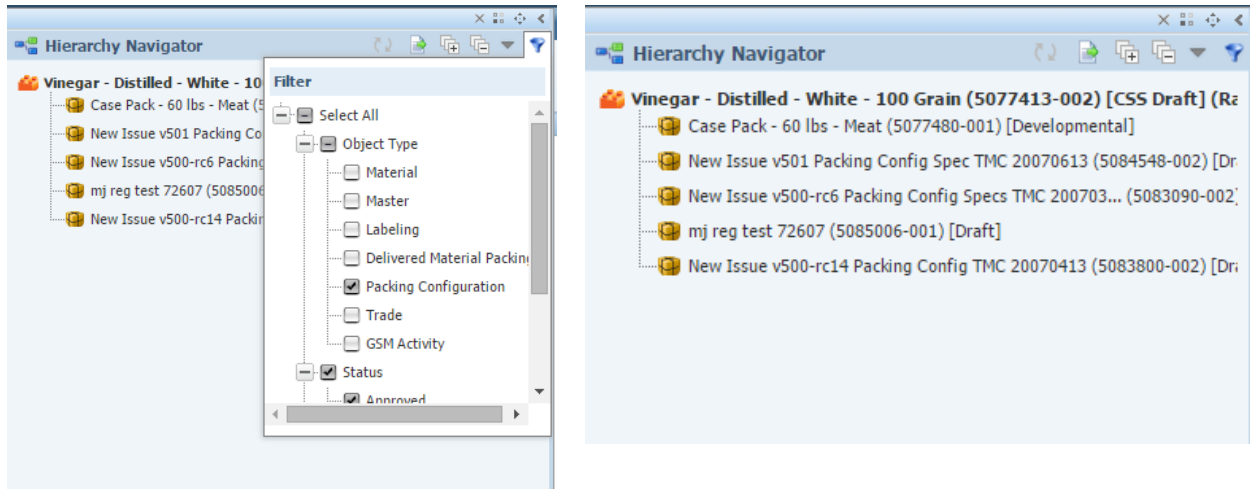 Hierarchy Navigator
Vinegar - Distilled - White - 10
Case Pack - 60 lbs - Meat (5
New Issue v501 Packing Co
New Issue v500-rc6 Packing
mj reg test 72607 (5085006
New Issue v500-rc14 Packin
Filter
Select All
Object Type
Material
Master
Labeling
Delivered Material Packing
Packing Configuration
Trade
GSM Activity
Status
Approved
Hierarchy Navigator
Vinegar - Distilled - White - 100 Grain (5077413-002) [CSS Draft] (Ra
Case Pack - 60 lbs - Meat (5077480-001) [Developmental]
New Issue v501 Packing Config Spec TMC 20070613 (5084548-002) [Dr
New Issue v500-rc6 Packing Config Specs TMC 200703... (5083090-002]
mj reg test 72607 (5085006-001) [Draft]
New Issue v500-rc14 Packing Config TMC 20070413 (5083800-002) [Dra